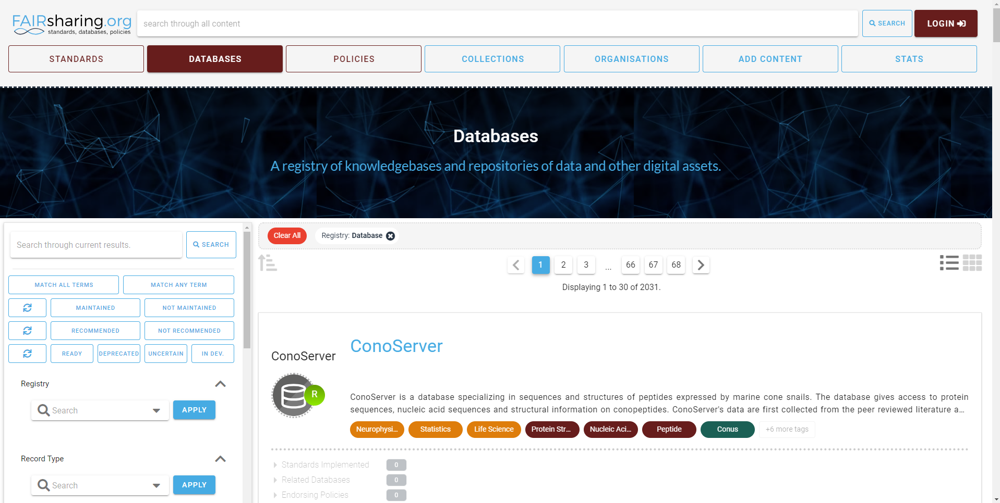 FAIRsharing.org
standards, databases, policies
search through all content
SEARCH
LOGIN
STANDARDS
DATABASES
POLICIES
COLLECTIONS
ORGANISATIONS
ADD CONTENT
STATS
Databases
A registry of knowledgebases and repositories of data and other digital assets.
Search through current results.
SEARCH
MATCH ALL TERMS
MATCH ANY TERM
MAINTAINED
NOT MAINTAINED
RECOMMENDED
NOT RECOMMENDED
READY
DEPRECATED
UNCERTAIN
IN DEV.
Registry
Search
APPLY
Record Type
Search
APPLY
Clear All
Registry: Database
1 2 3 ... 66 67 68
Displaying 1 to 30 of 2031.
ConoServer
ConoServer
R
ConoServer is a database specializing in sequences and structures of peptides expressed by marine cone snails. The database gives access to protein
sequences, nucleic acid sequences and structural information on conopeptides. ConoServer's data are first collected from the peer reviewed literature a...
Neurophysi...
Statistics
Life Science
Protein Str...
Nucleic Aci...
Peptide
Conus
+6 more tags
Standards Implemented 0
Related Databases 0
Endorsing Policies 0